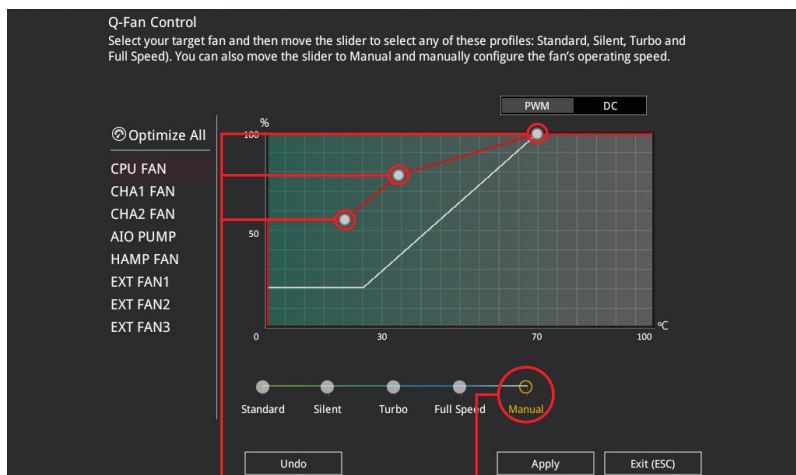 Q-Fan Control
Select your target fan and then move the slider to select any of these profiles: Standard, Silent, Turbo and
Full Speed). You can also move the slider to Manual and manually configure the fan's operating speed.
PWM DC
Optimize All
CPU FAN
CHA1 FAN
CHA2 FAN
AIO PUMP
HAMP FAN
EXT FAN1
EXT FAN2
EXT FAN3
%
100
50
0 30 70 100 °C
Standard Silent Turbo Full Speed Manual
Undo Apply Exit (ESC)